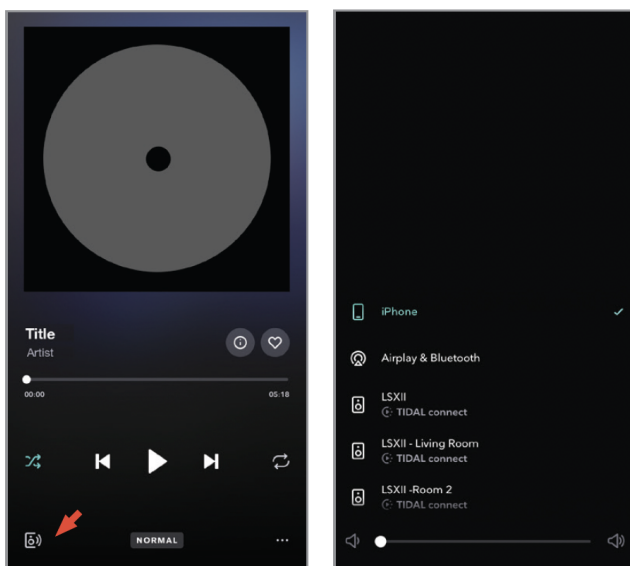 Title
Artist
00:00
05:18
NORMAL
iPhone
Airplay & Bluetooth
LSXII
TIDAL connect
LSXII - Living Room
TIDAL connect
LSXII -Room 2
TIDAL connect